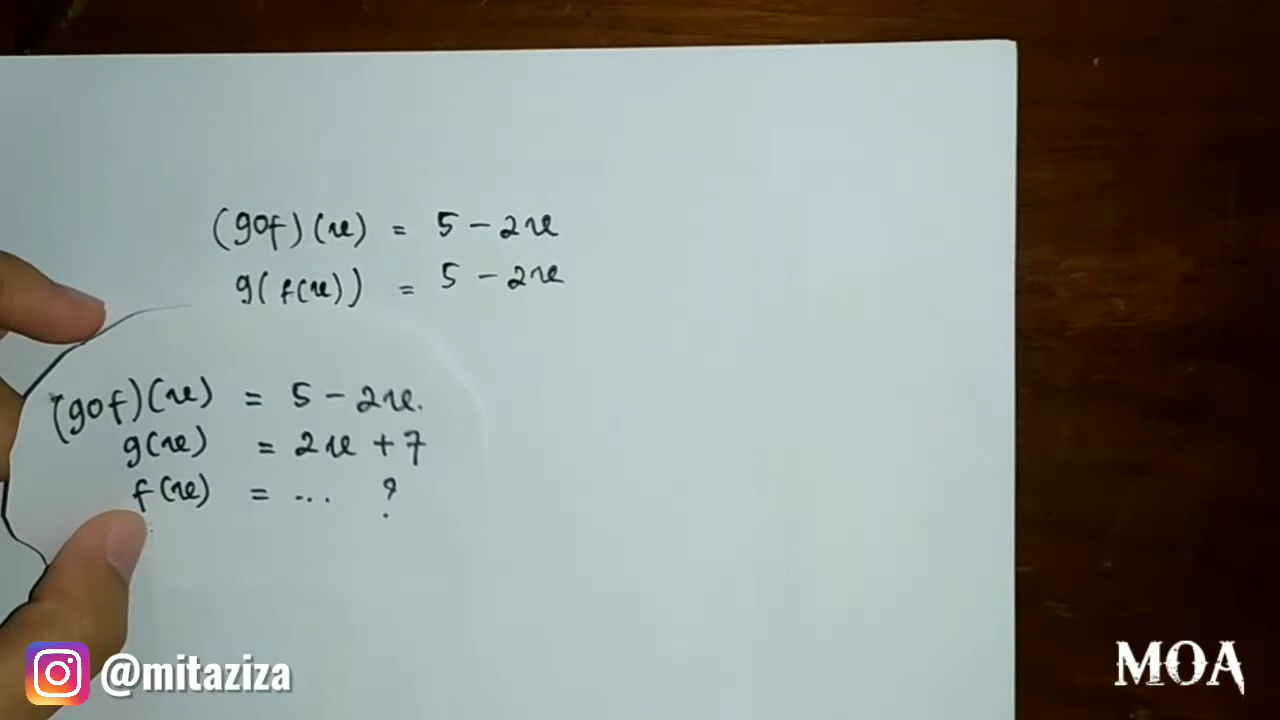 (gof)(x) = 5 - 2x
g(f(x)) = 5 - 2x
(gof)(x) = 5 - 2x.
g(x) = 2x + 7
f(x) = ... ?
@mitaziza
MOA